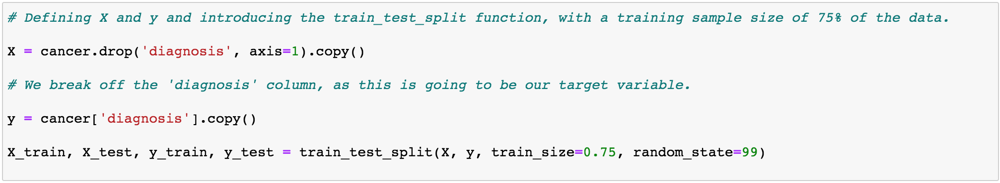 # Defining X and y and introducing the train_test_split function, with a training sample size of 75% of the data.
X = cancer.drop('diagnosis', axis=1).copy()
# We break off the 'diagnosis' column, as this is going to be our target variable.
y = cancer['diagnosis'].copy()
X_train, X_test, y_train, y_test = train_test_split(X, y, train_size=0.75, random_state=99)